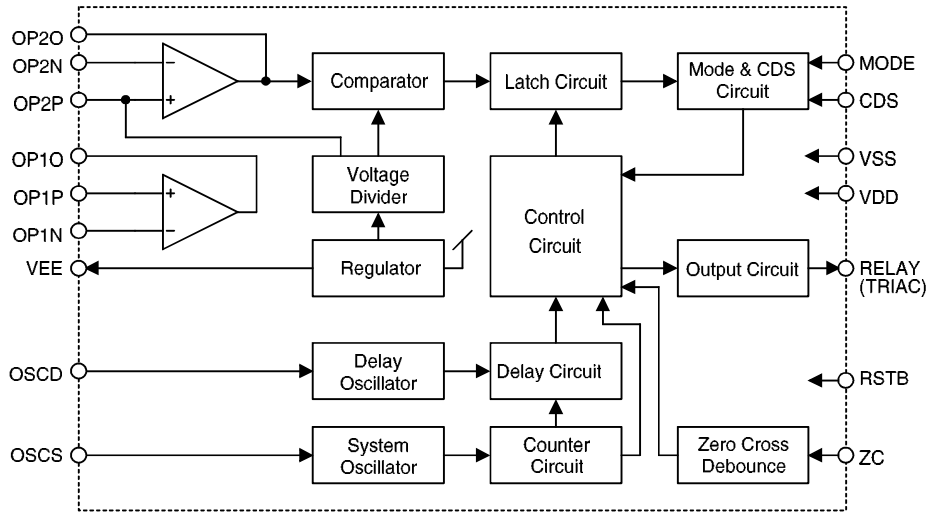 OP2O
OP2N
OP2P
OP1O
OP1P
OP1N
VEE
OSCD
OSCS
−
+
+
−
Comparator
Voltage
Divider
Regulator
Delay
Oscillator
System
Oscillator
Latch Circuit
Control
Circuit
Delay Circuit
Counter
Circuit
Mode & CDS
Circuit
Output Circuit
Zero Cross
Debounce
MODE
CDS
VSS
VDD
RELAY
(TRIAC)
RSTB
ZC